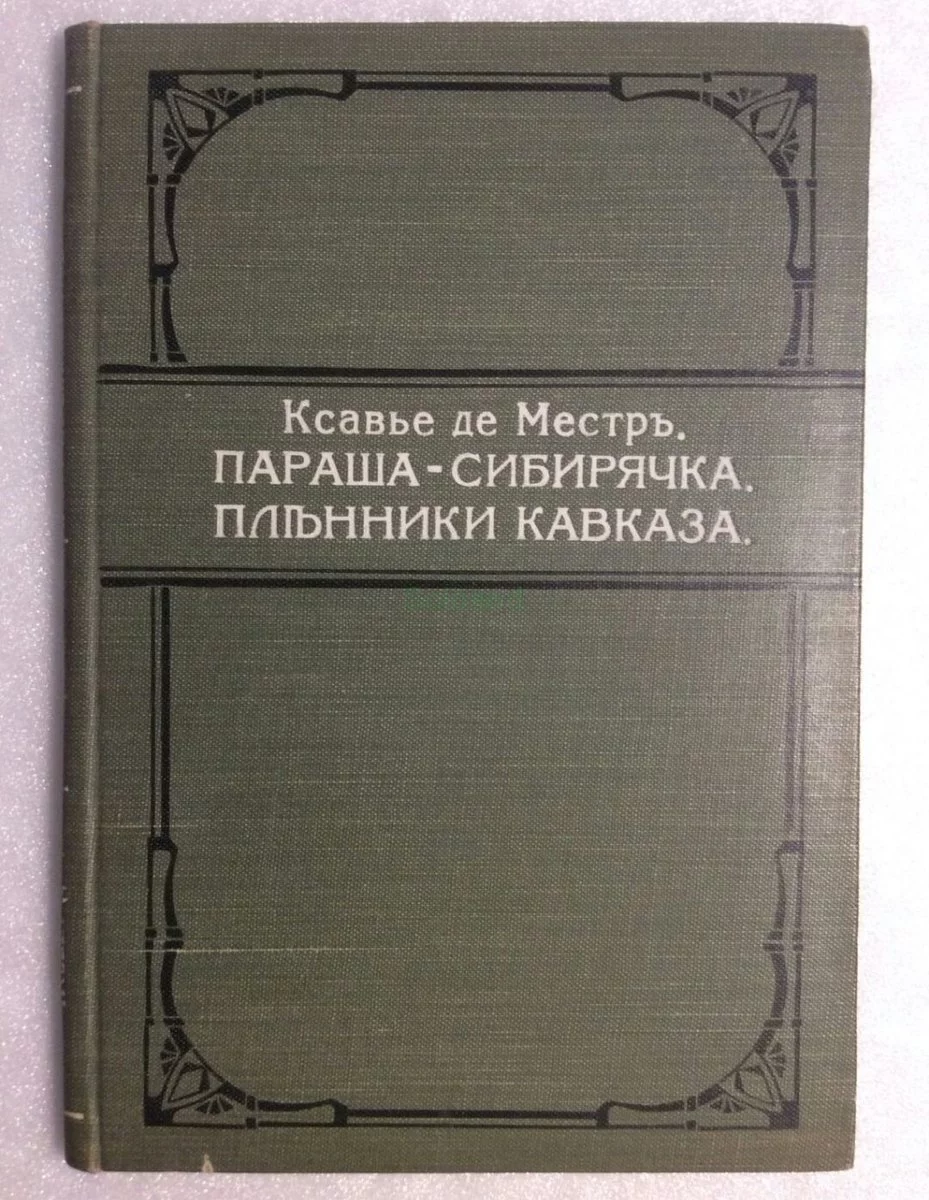 Ксавье де Местръ.
ПАРАША-СИБИРЯЧКА.
ПЛѢННИКИ КАВКАЗА.